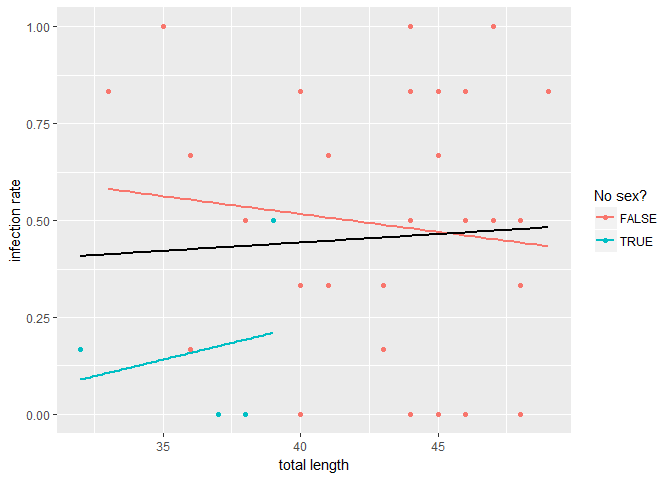 1.00
0.75
0.50
0.25
0.00
infection rate
35
40
45
total length
No sex?
FALSE
TRUE